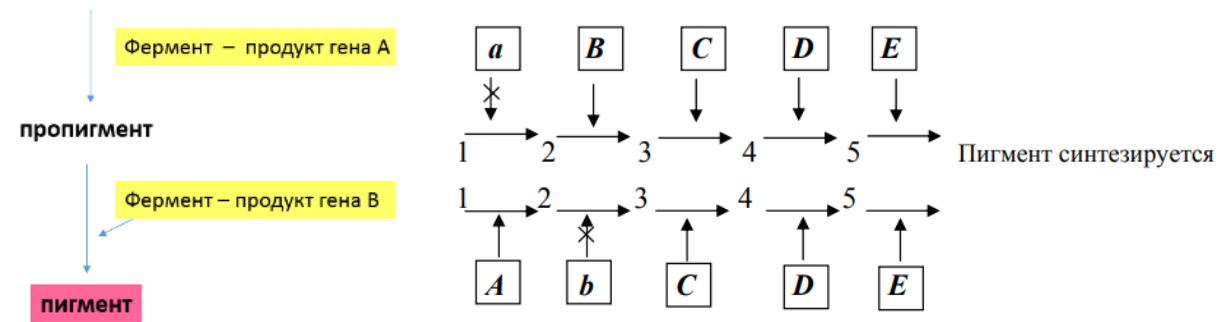 Фермент – продукт гена А
пропигмент
Фермент – продукт гена В
пигмент
a B C D E
1 2 3 4 5 Пигмент синтезируется
1 2 3 4 5
A b C D E